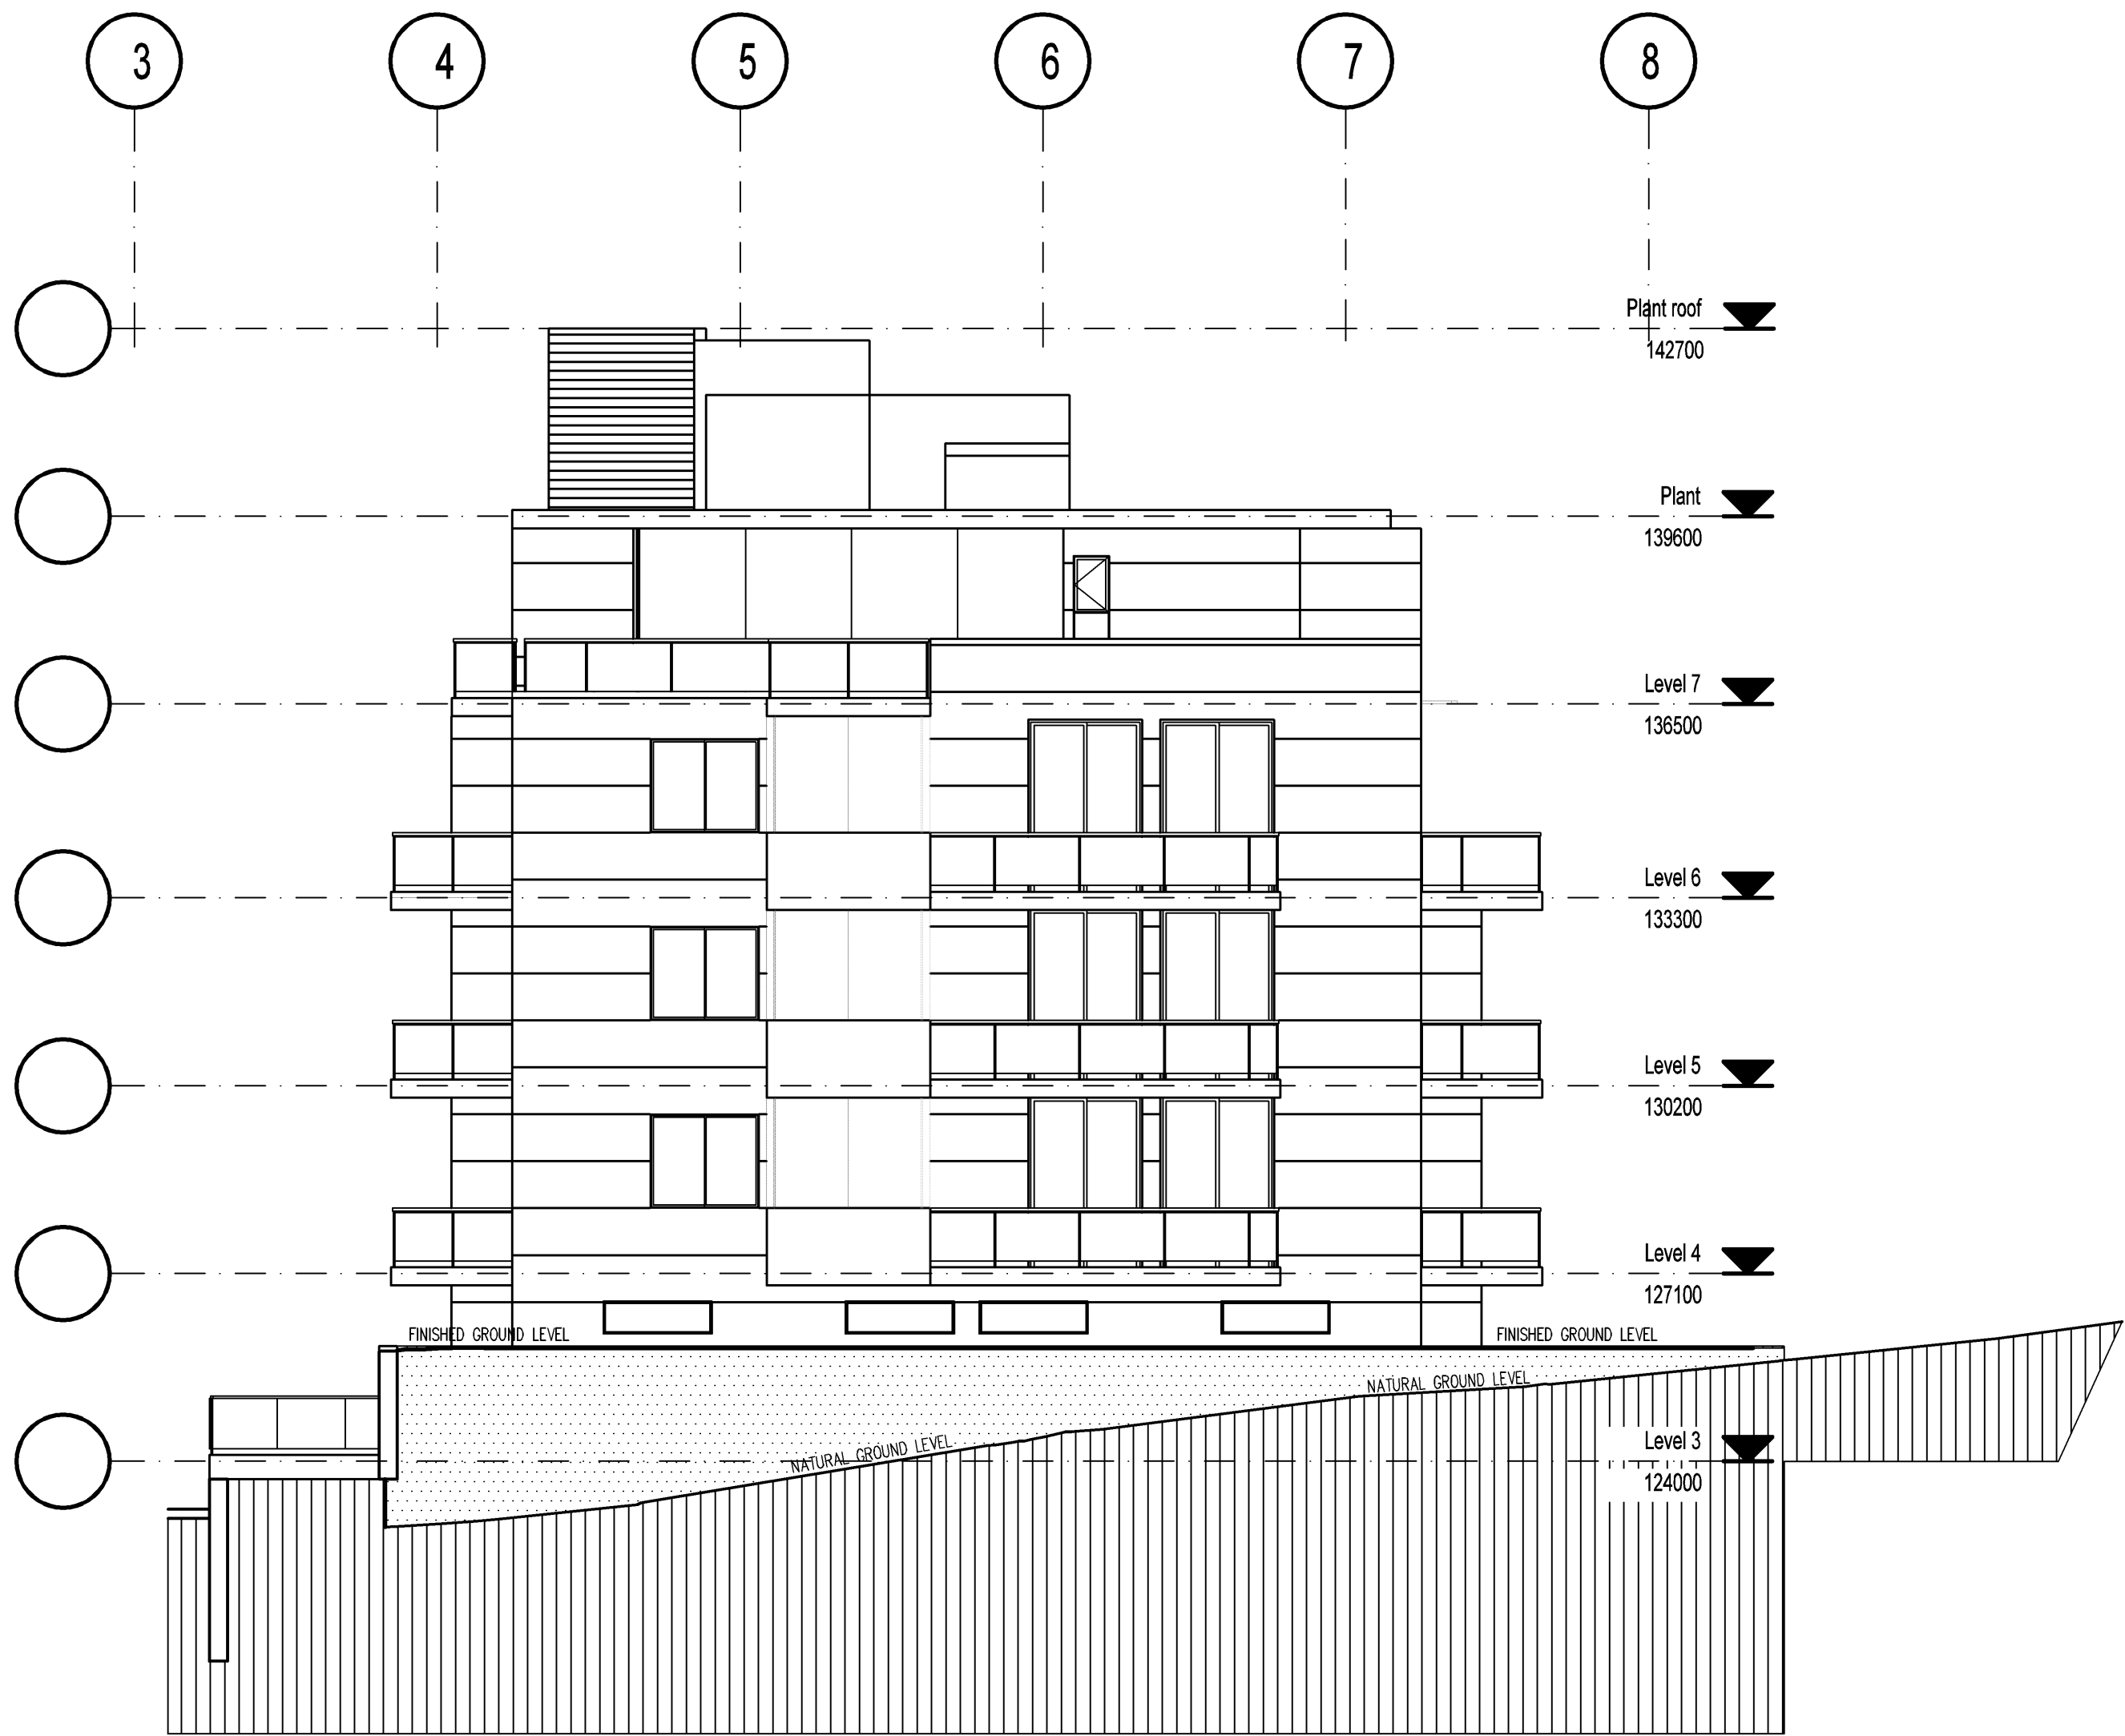 3
4
5
6
7
8
Plant roof
142700
Plant
139600
Level 7
136500
Level 6
133300
Level 5
130200
Level 4
127100
FINISHED GROUND LEVEL
FINISHED GROUND LEVEL
NATURAL GROUND LEVEL
NATURAL GROUND LEVEL
Level 3
124000